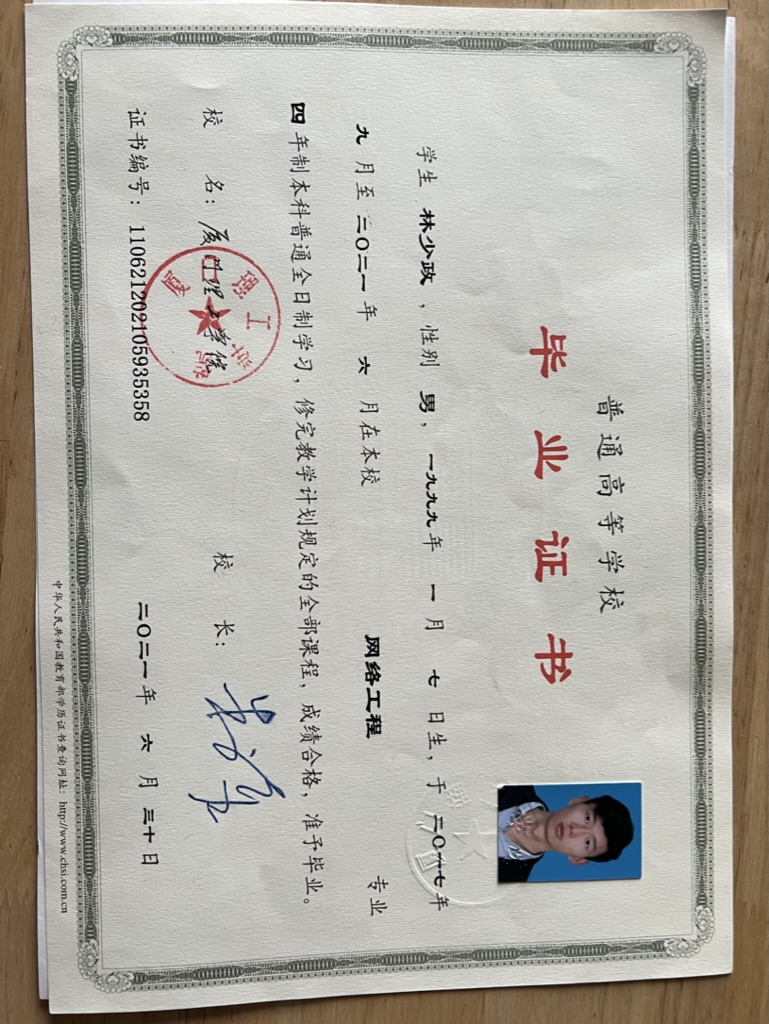 普通高等学校
毕业证书
学生 林少政 ，性别 男，一九九九年 一 月 七 日生，于 二〇一七年
九 月至 二〇二一 年 六 月在本校 网络工程 专业
四 年制本科普通全日制学习，修完教学计划规定的全部课程，成绩合格，准予毕业。
校 名：厦门理工学院 校 长：
证书编号：110621202105935358 二〇二一年 六 月 三十 日
中华人民共和国教育部学历证书查询网址：http://www.chsi.com.cn